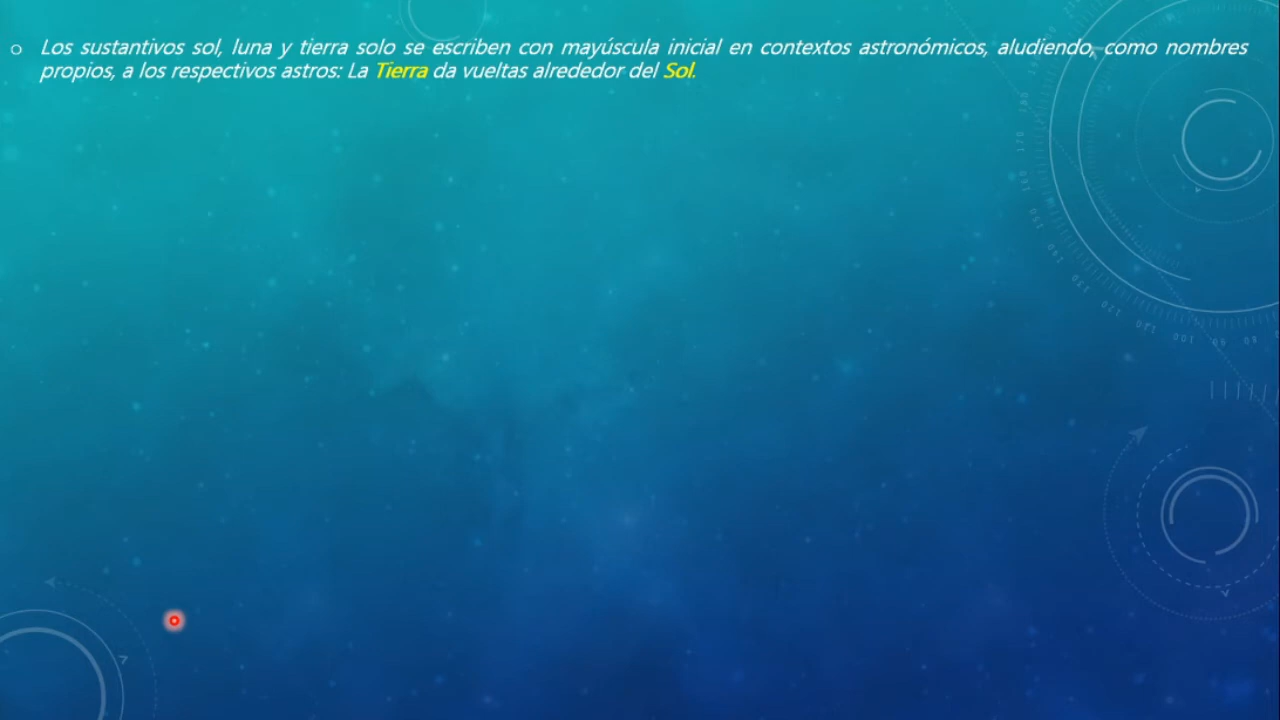 Los sustantivos sol, luna y tierra solo se escriben con mayúscula inicial en contextos astronómicos, aludiendo, como nombres
propios, a los respectivos astros: La Tierra da vueltas alrededor del Sol.